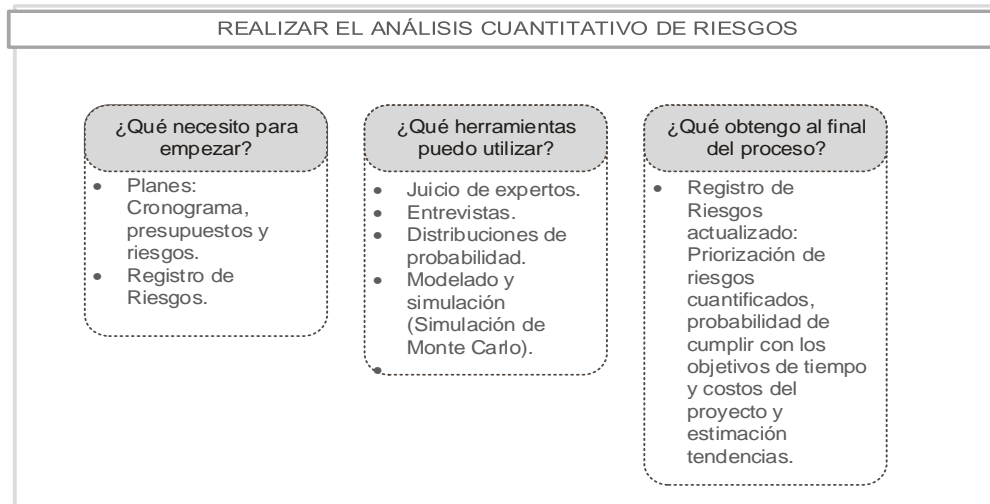 REALIZAR EL ANÁLISIS CUANTITATIVO DE RIESGOS
¿Qué necesito para
empezar?
• Planes:
Cronograma,
presupuestos y
riesgos.
• Registro de
Riesgos.
¿Qué herramientas
puedo utilizar?
• Juicio de expertos.
• Entrevistas.
• Distribuciones de
probabilidad.
• Modelado y
simulación
(Simulación de
Monte Carlo).
•
¿Qué obtengo al final
del proceso?
• Registro de
Riesgos
actualizado:
Priorización de
riesgos
cuantificados,
probabilidad de
cumplir con los
objetivos de tiempo
y costos del
proyecto y
estimación
tendencias.